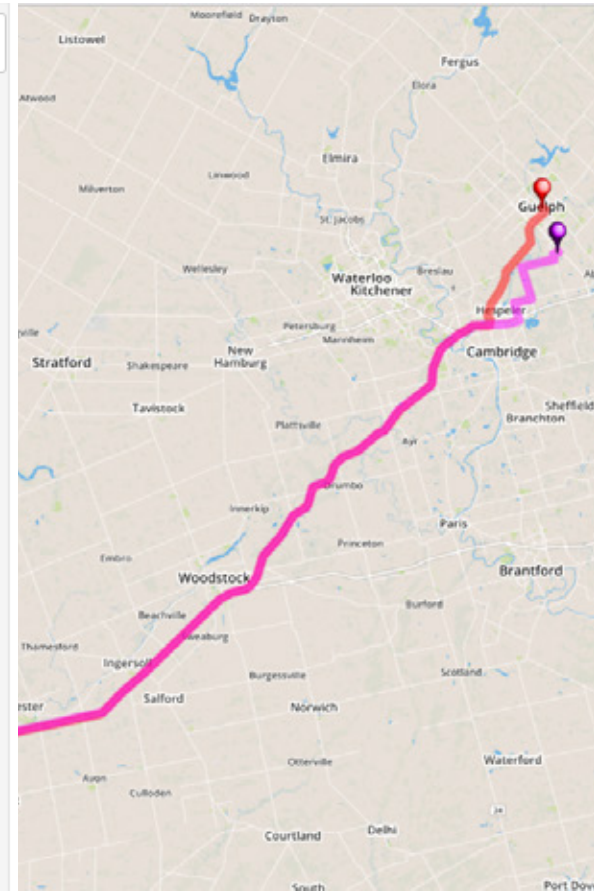 Moorefield
Drayton
Listowel
Fergus
Elora
Atwood
Elmira
Linwood
Milverton
Guelph
St. Jacobs
Wellesley
Breslau
Waterloo
Kitchener
Hespeler
Petersburg
Mannheim
New
Hamburg
Cambridge
Stratford
Shakespeare
Tavistock
Sheffield
Branchton
Plattsville
Ayr
Drumbo
Innerkip
Paris
Princeton
Embro
Woodstock
Brantford
Burford
Beachville
Sweaburg
Thamesford
Ingersoll
Burgessville
Scotland
Salford
Norwich
Otterville
Waterford
Avon
Culloden
Delhi
Courtland
South
Port Dov